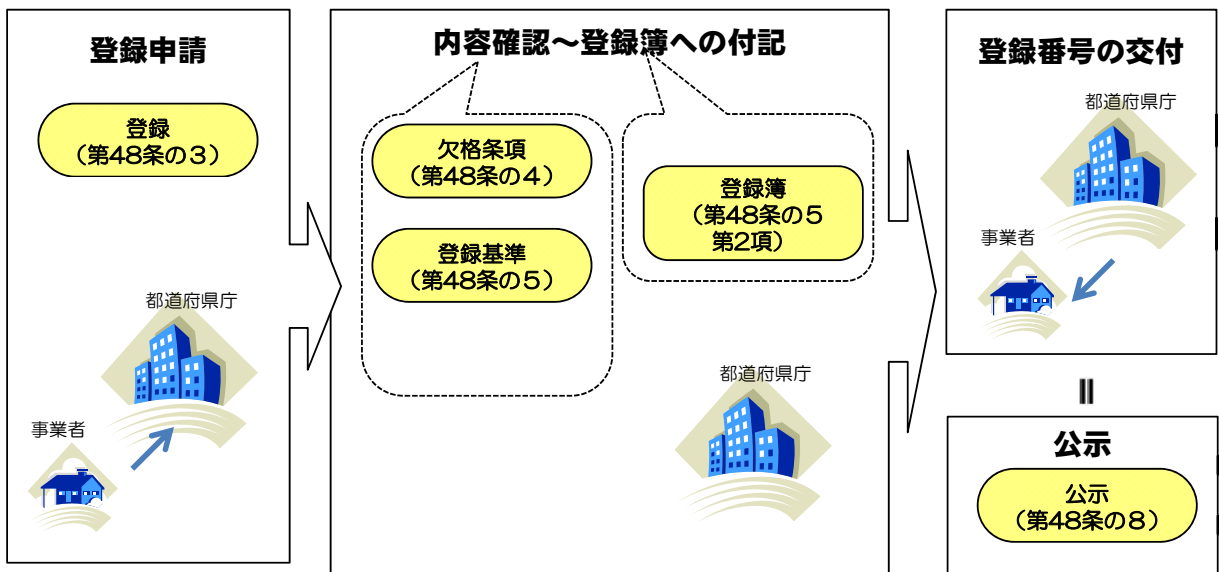 登録申請
登録
（第48条の3）
都道府県庁
事業者
内容確認～登録簿への付記
欠格条項
（第48条の4）
登録基準
（第48条の5）
登録簿
（第48条の5
第2項）
都道府県庁
登録番号の交付
都道府県庁
事業者
＝
公示
公示
（第48条の8）